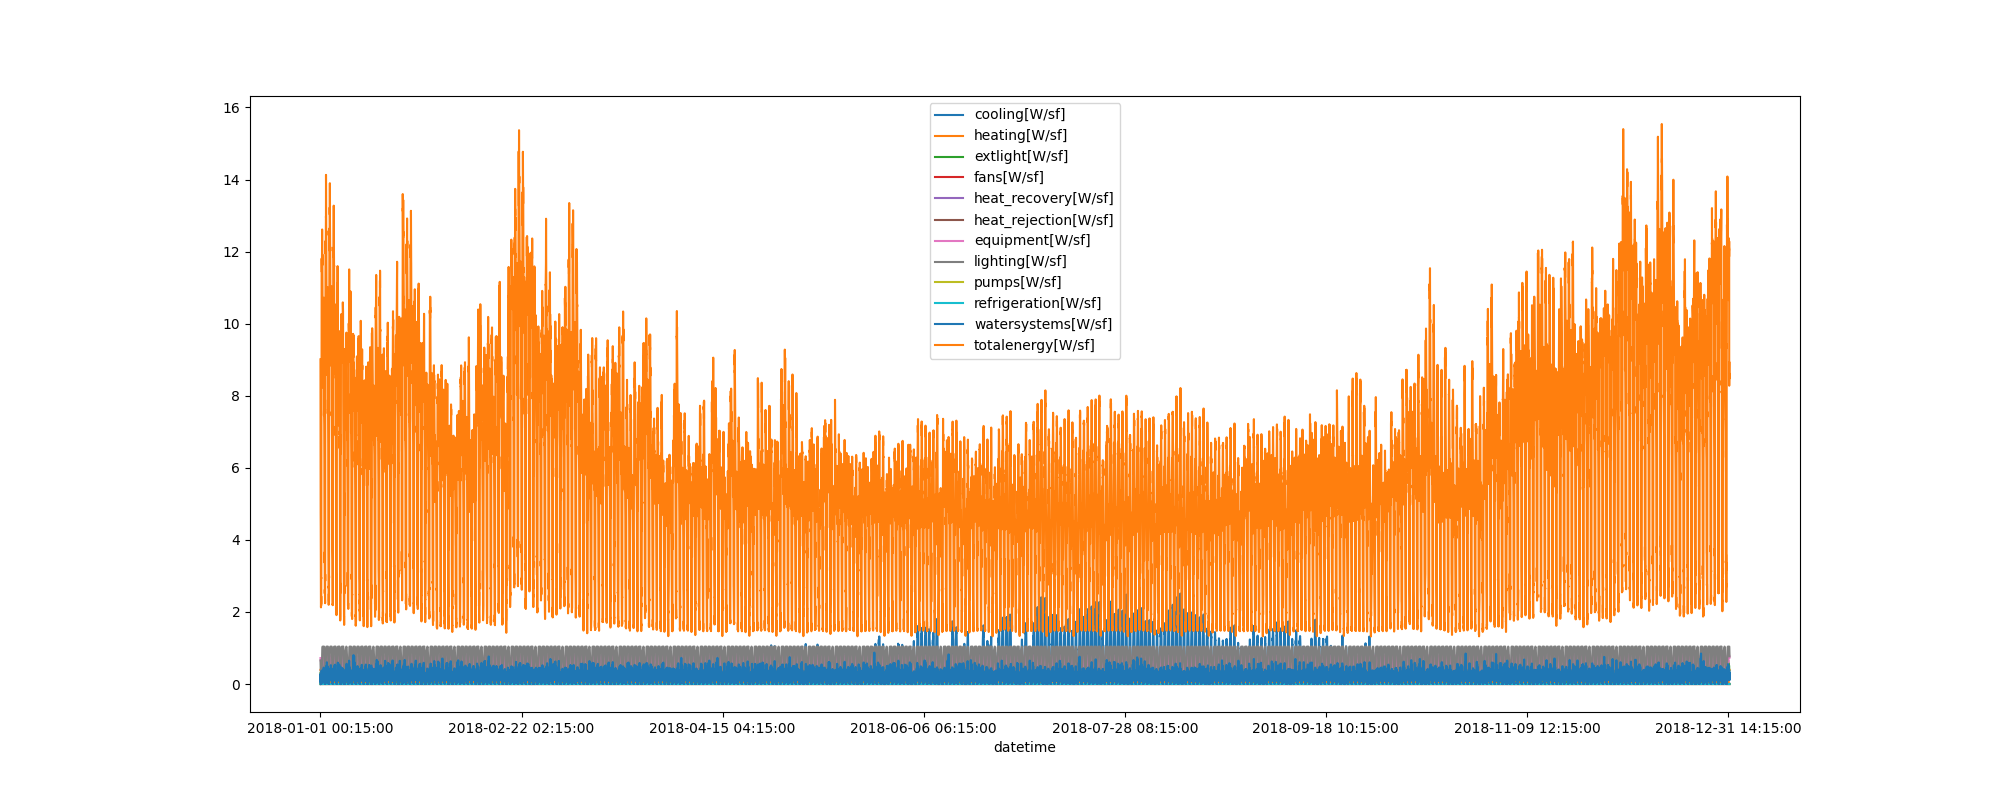 16
14
12
10
8
6
4
2
0
cooling[W/sf]
heating[W/sf]
extlight[W/sf]
fans[W/sf]
heat_recovery[W/sf]
heat_rejection[W/sf]
equipment[W/sf]
lighting[W/sf]
pumps[W/sf]
refrigeration[W/sf]
watersystems[W/sf]
totalenergy[W/sf]
2018-01-01 00:15:00 2018-02-22 02:15:00 2018-04-15 04:15:00 2018-06-06 06:15:00 2018-07-28 08:15:00 2018-09-18 10:15:00 2018-11-09 12:15:00 2018-12-31 14:15:00
datetime